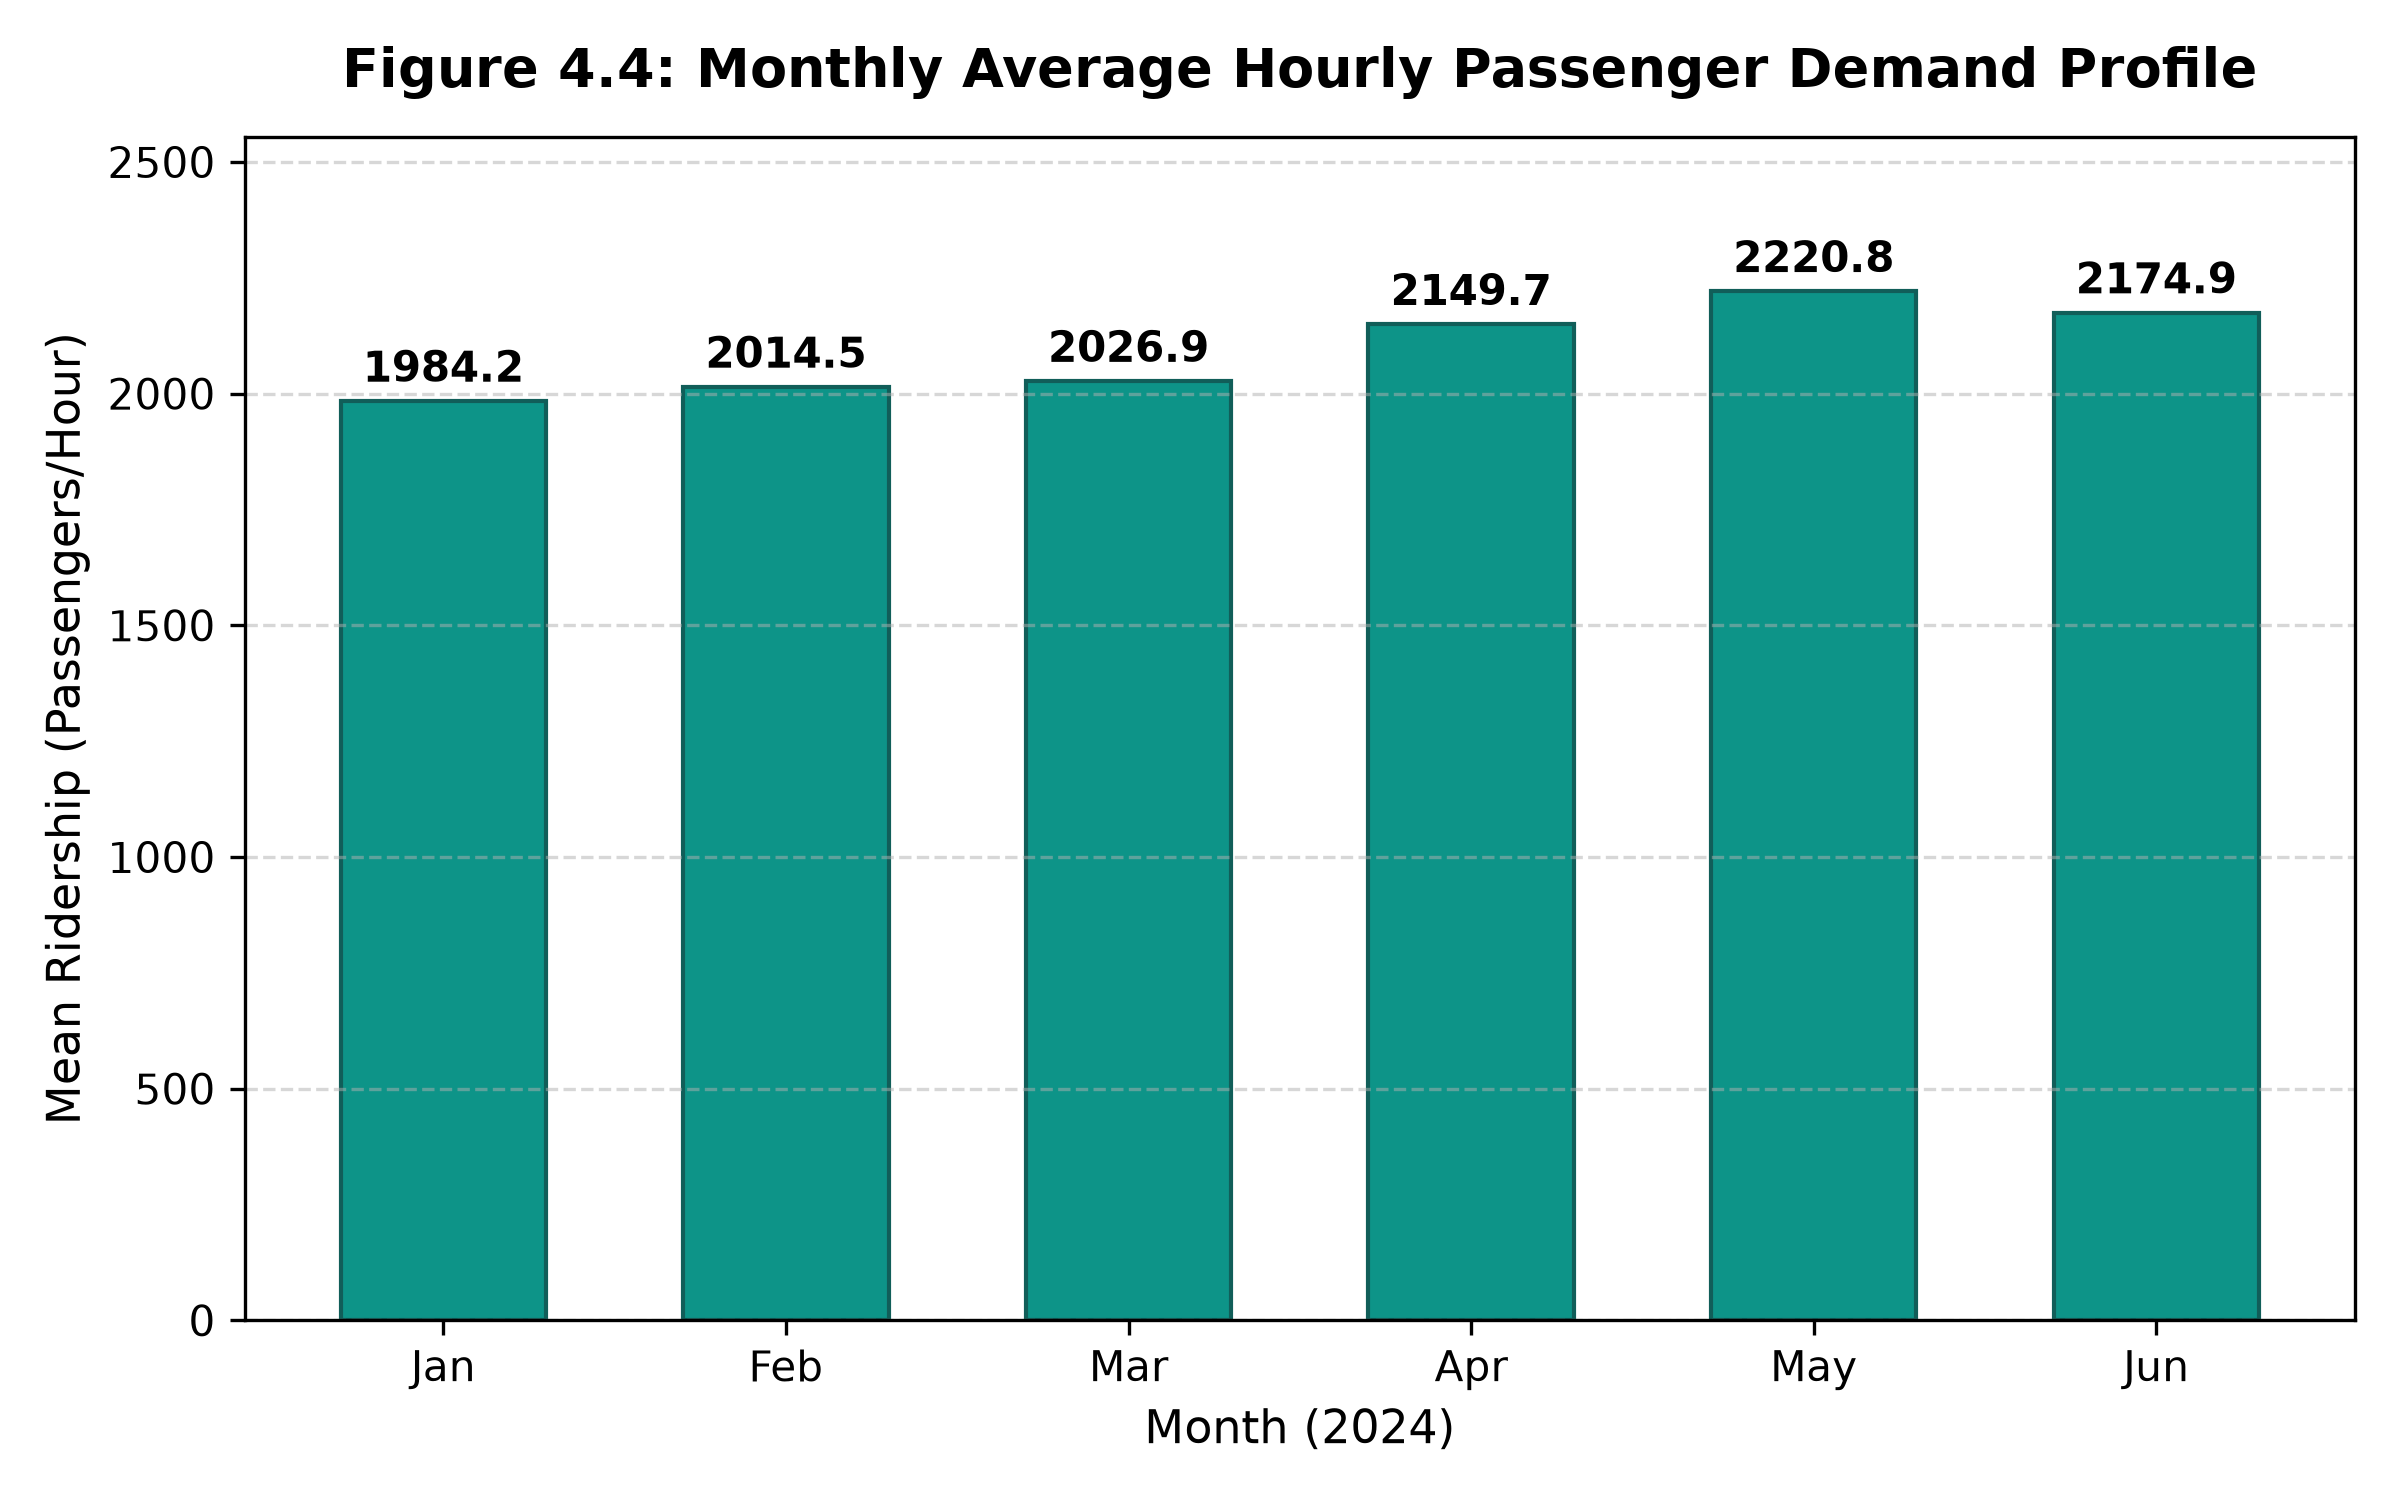 Figure 4.4: Monthly Average Hourly Passenger Demand Profile
Mean Ridership (Passengers/Hour)
2500
2000
1500
1000
500
0
1984.2
2014.5
2026.9
2149.7
2220.8
2174.9
Jan
Feb
Mar
Apr
May
Jun
Month (2024)